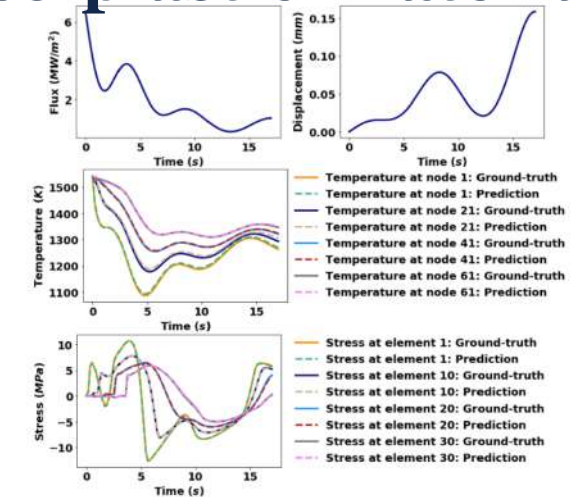 Flux (MW/m²)
6
4
2
0 5 10 15
Time (s)
Displacement (mm)
0.15
0.10
0.05
0.00
0 5 10 15
Time (s)
Temperature (K)
1500
1400
1300
1200
1100
0 5 10 15
Time (s)
Temperature at node 1: Ground-truth
Temperature at node 1: Prediction
Temperature at node 21: Ground-truth
Temperature at node 21: Prediction
Temperature at node 41: Ground-truth
Temperature at node 41: Prediction
Temperature at node 61: Ground-truth
Temperature at node 61: Prediction
Stress (MPa)
10
5
0
−5
−10
0 5 10 15
Time (s)
Stress at element 1: Ground-truth
Stress at element 1: Prediction
Stress at element 10: Ground-truth
Stress at element 10: Prediction
Stress at element 20: Ground-truth
Stress at element 20: Prediction
Stress at element 30: Ground-truth
Stress at element 30: Prediction